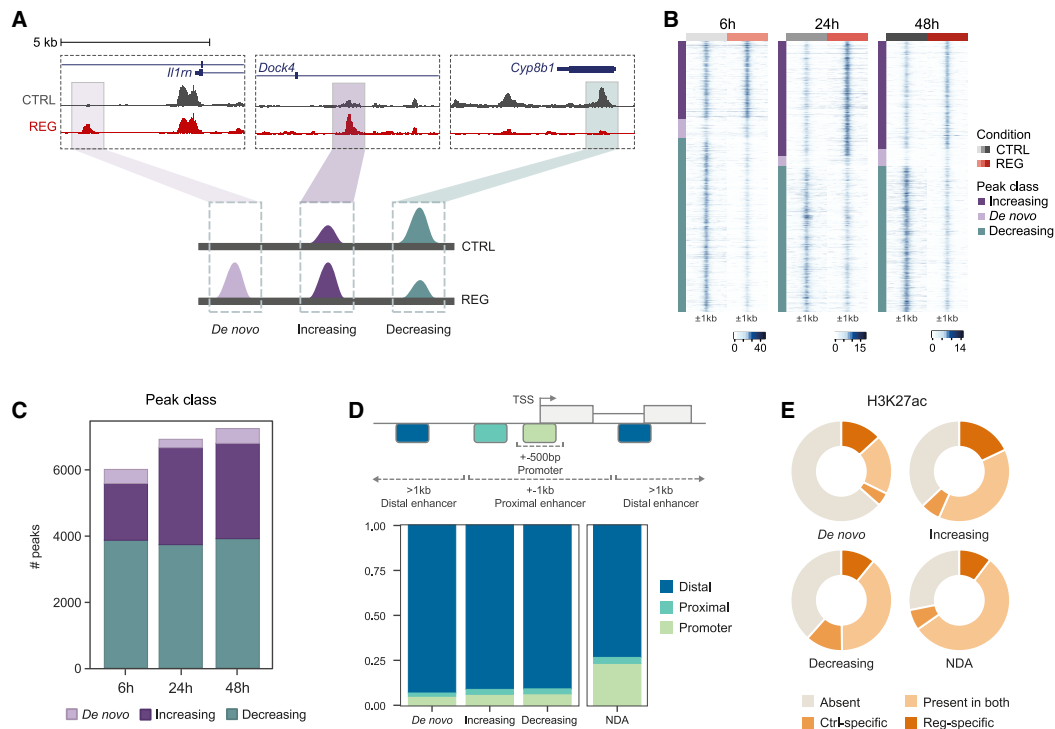 A
5 kb
Il1rn
Dock4
Cyp8b1
CTRL
REG
CTRL
REG
De novo
Increasing
Decreasing
B
6h
24h
48h
±1kb
±1kb
±1kb
±1kb
±1kb
±1kb
0 40
0 15
0 14
Condition
CTRL
REG
Peak class
Increasing
De novo
Decreasing
C
Peak class
# peaks
6000
4000
2000
0
6h
24h
48h
De novo
Increasing
Decreasing
D
TSS
+-500bp
Promoter
>1kb
Distal enhancer
+-1kb
Proximal enhancer
>1kb
Distal enhancer
1.00
0,75
0.50
0.25
0.00
De novo
Increasing
Decreasing
NDA
Distal
Proximal
Promoter
E
H3K27ac
De novo
Increasing
Decreasing
NDA
Absent
Present in both
Ctrl-specific
Reg-specific